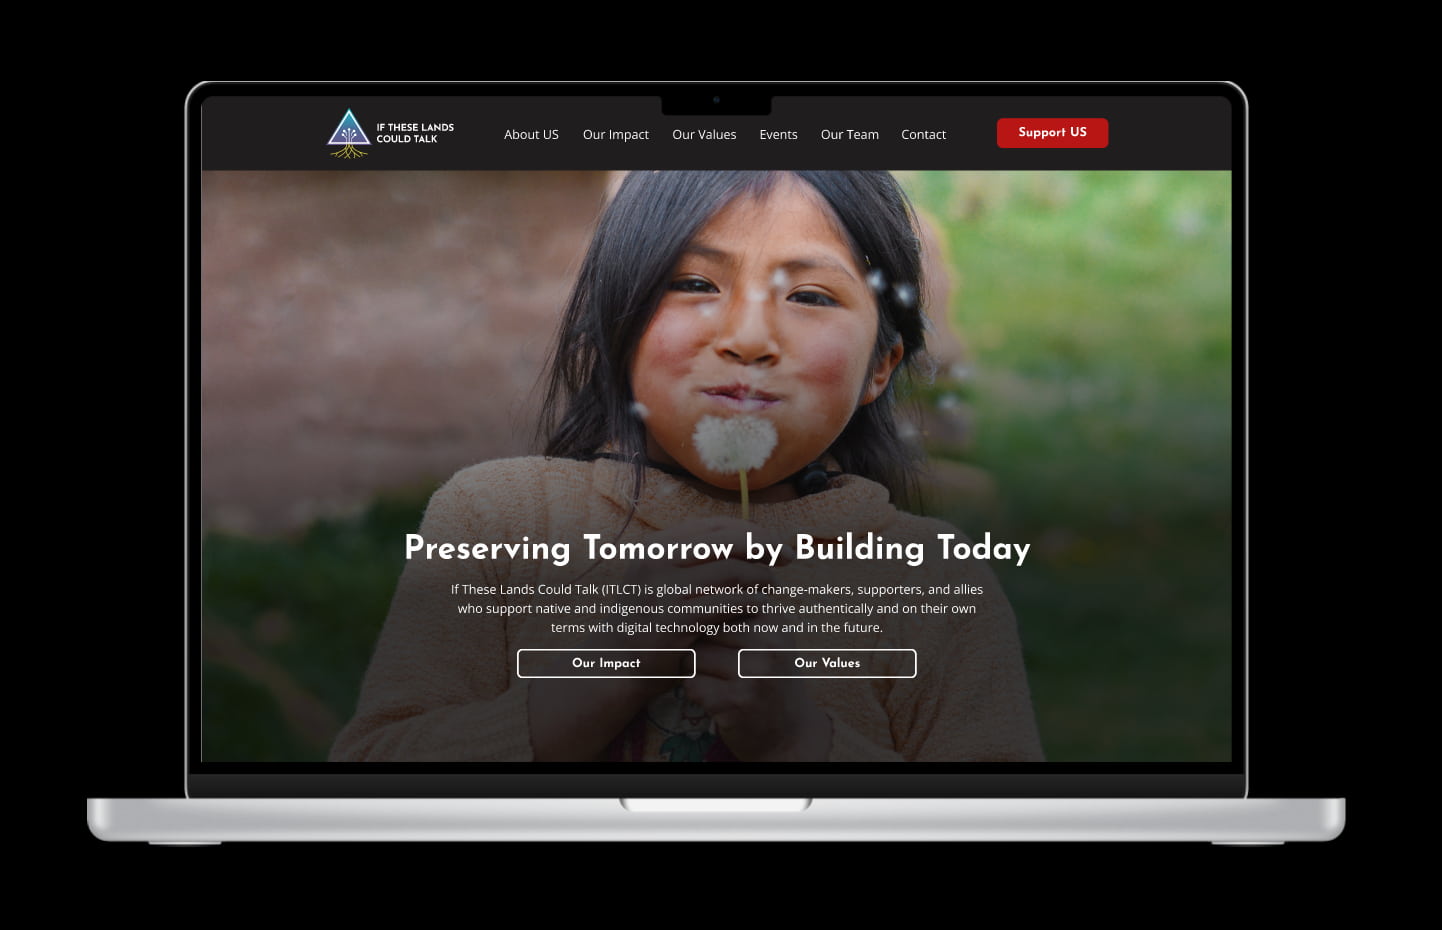 IF THESE LANDS
COULD TALK
About US
Our Impact
Our Values
Events
Our Team
Contact
Support US
Preserving Tomorrow by Building Today
If These Lands Could Talk (ITLCT) is global network of change-makers, supporters, and allies
who support native and indigenous communities to thrive authentically and on their own
terms with digital technology both now and in the future.
Our Impact
Our Values